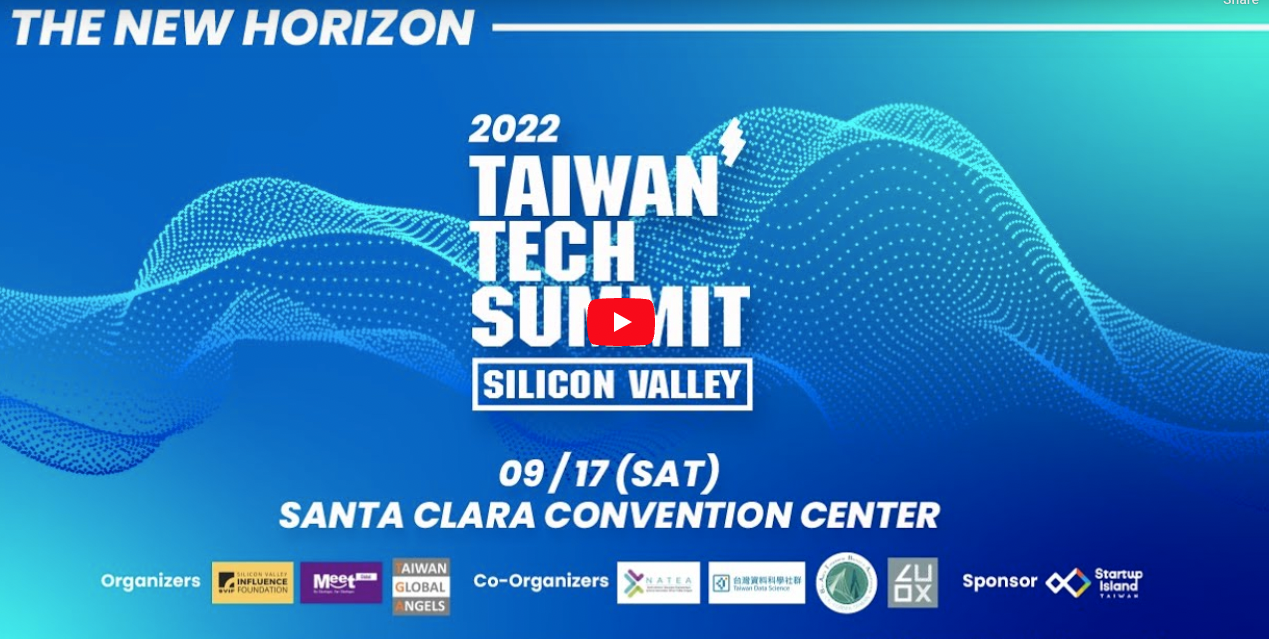 Share
THE NEW HORIZON
2022
TAIWAN
TECH
SUMMIT
SILICON VALLEY
09/17 (SAT)
SANTA CLARA CONVENTION CENTER
Organizers
SILICON VALLEY
INFLUENCE
SVIF FOUNDATION
Meet
TAIWAN
GLOBAL
ANGELS
Co-Organizers
NATEA
台灣資料科學社群
Taiwan Data Science
Sponsor
Startup
Island
TAIWAN